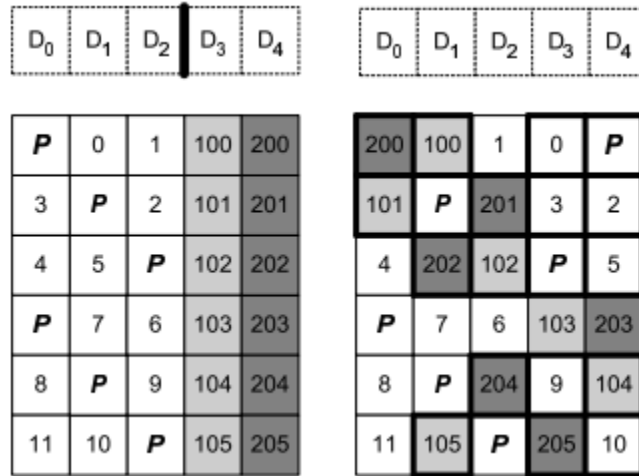 D0 D1 D2 D3 D4
P 0 1 100 200
3 P 2 101 201
4 5 P 102 202
P 7 6 103 203
8 P 9 104 204
11 10 P 105 205
D0 D1 D2 D3 D4
200 100 1 0 P
101 P 201 3 2
4 202 102 P 5
P 7 6 103 203
8 P 204 9 104
11 105 P 205 10